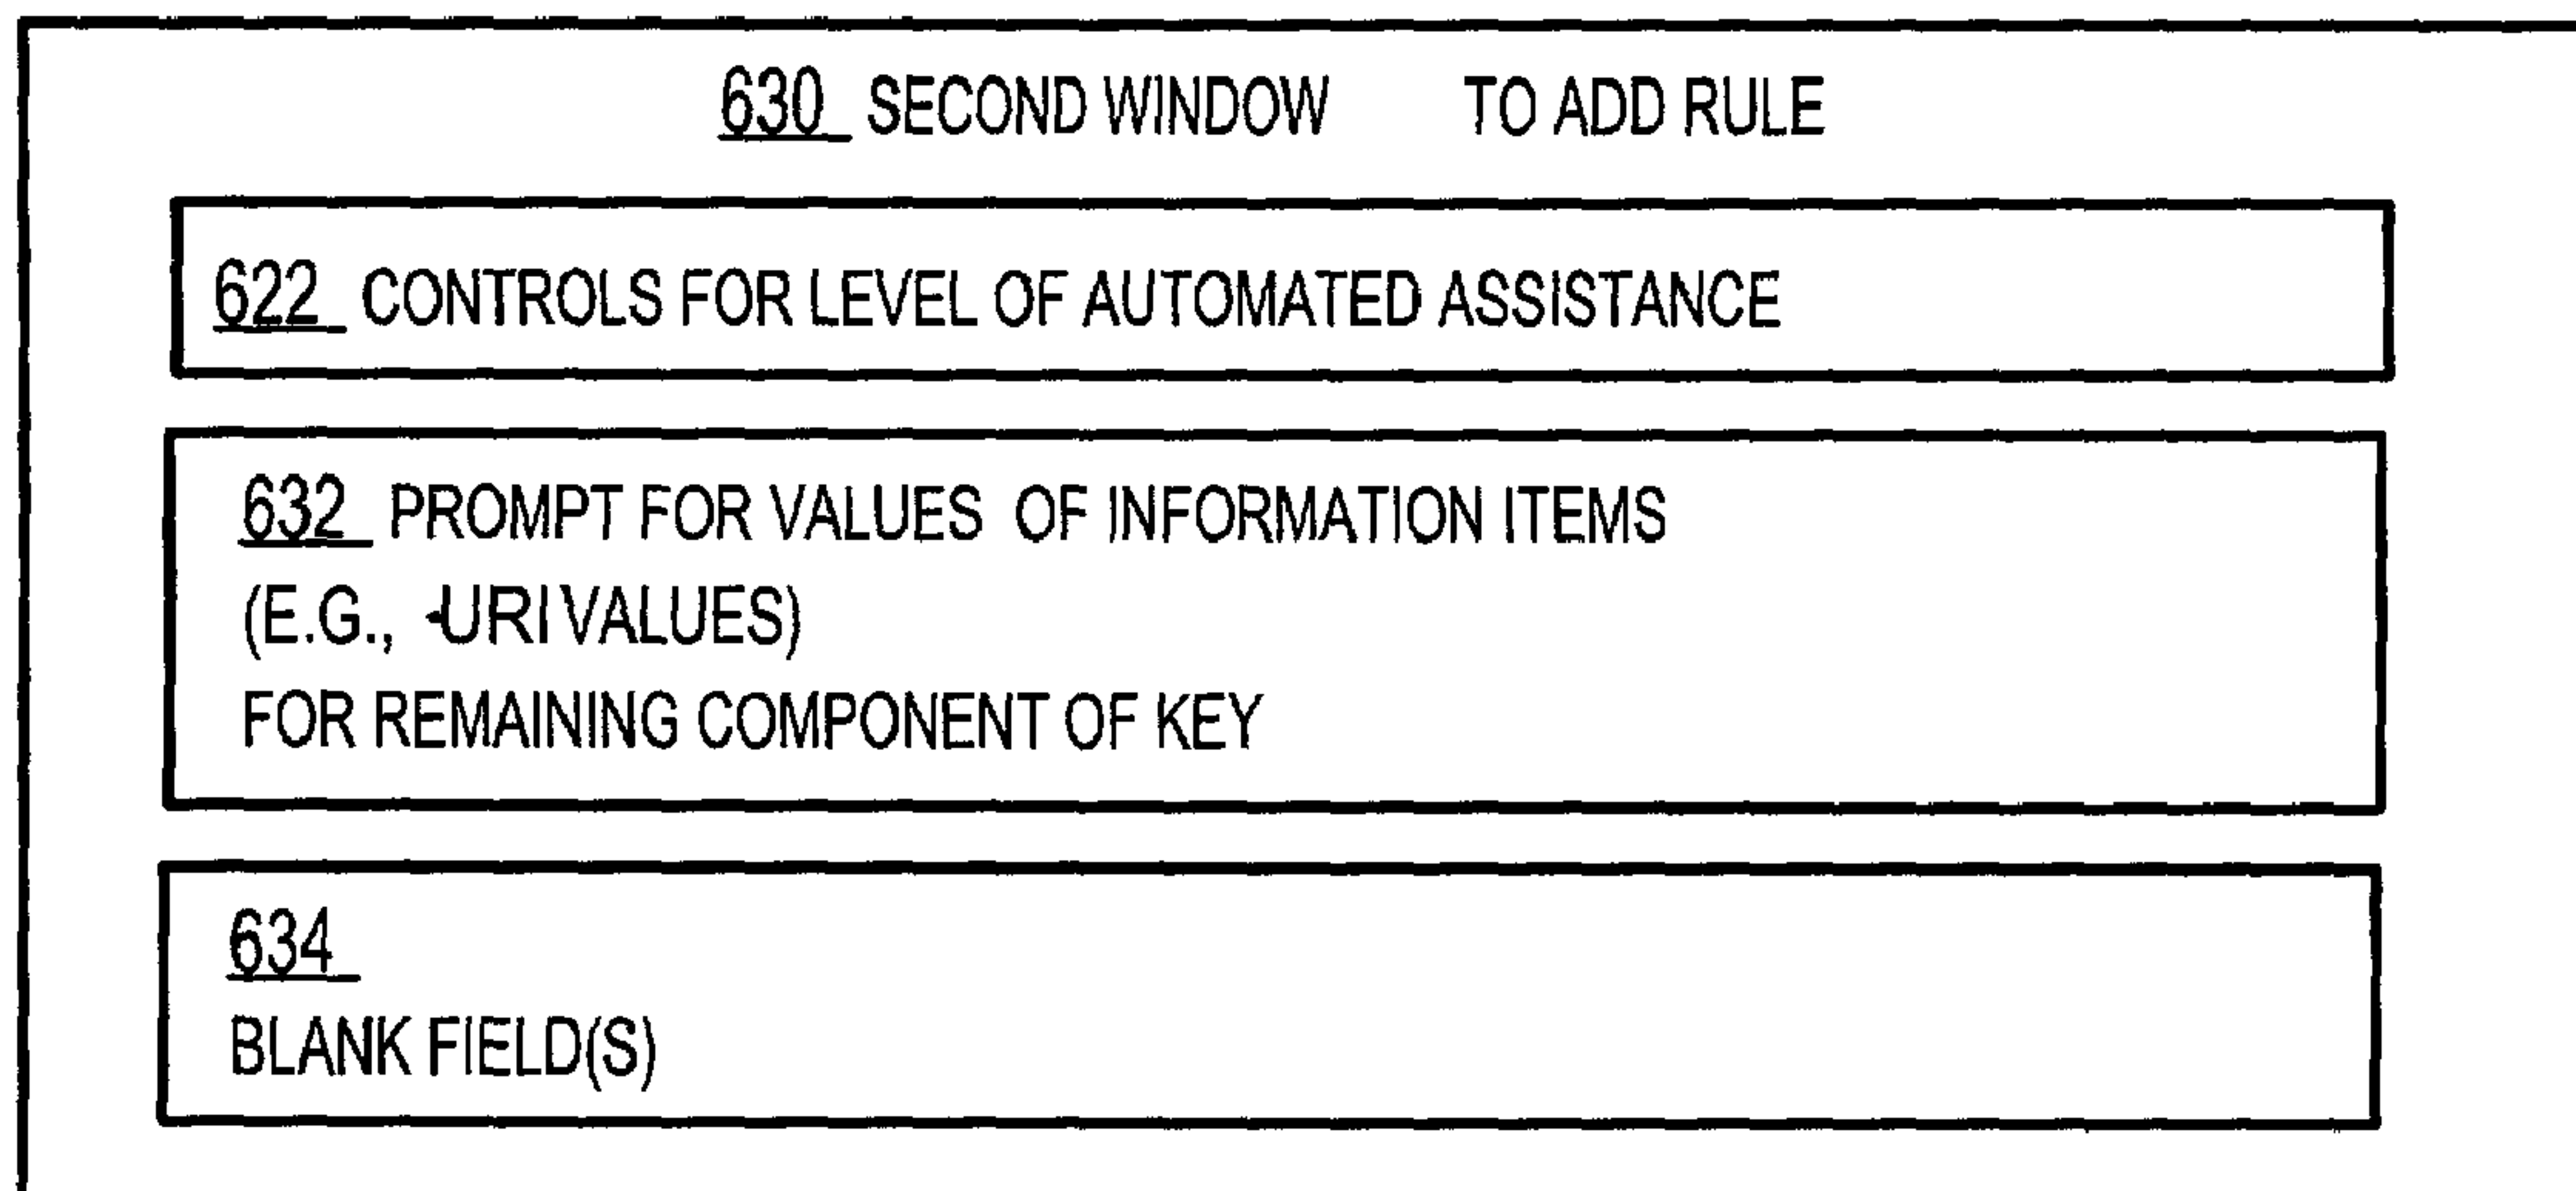 630 SECOND WINDOW TO ADD RULE
622 CONTROLS FOR LEVEL OF AUTOMATED ASSISTANCE
632 PROMPT FOR VALUES OF INFORMATION ITEMS
(E.G., -URI VALUES)
FOR REMAINING COMPONENT OF KEY
634
BLANK FIELD(S)